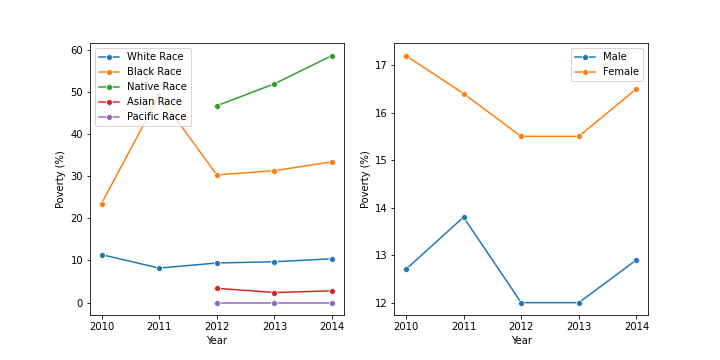 White Race
Black Race
Native Race
Asian Race
Pacific Race
60
50
40
30
20
10
0
Poverty (%)
2010 2011 2012 2013 2014
Year
Male
Female
17
16
15
14
13
12
Poverty (%)
2010 2011 2012 2013 2014
Year